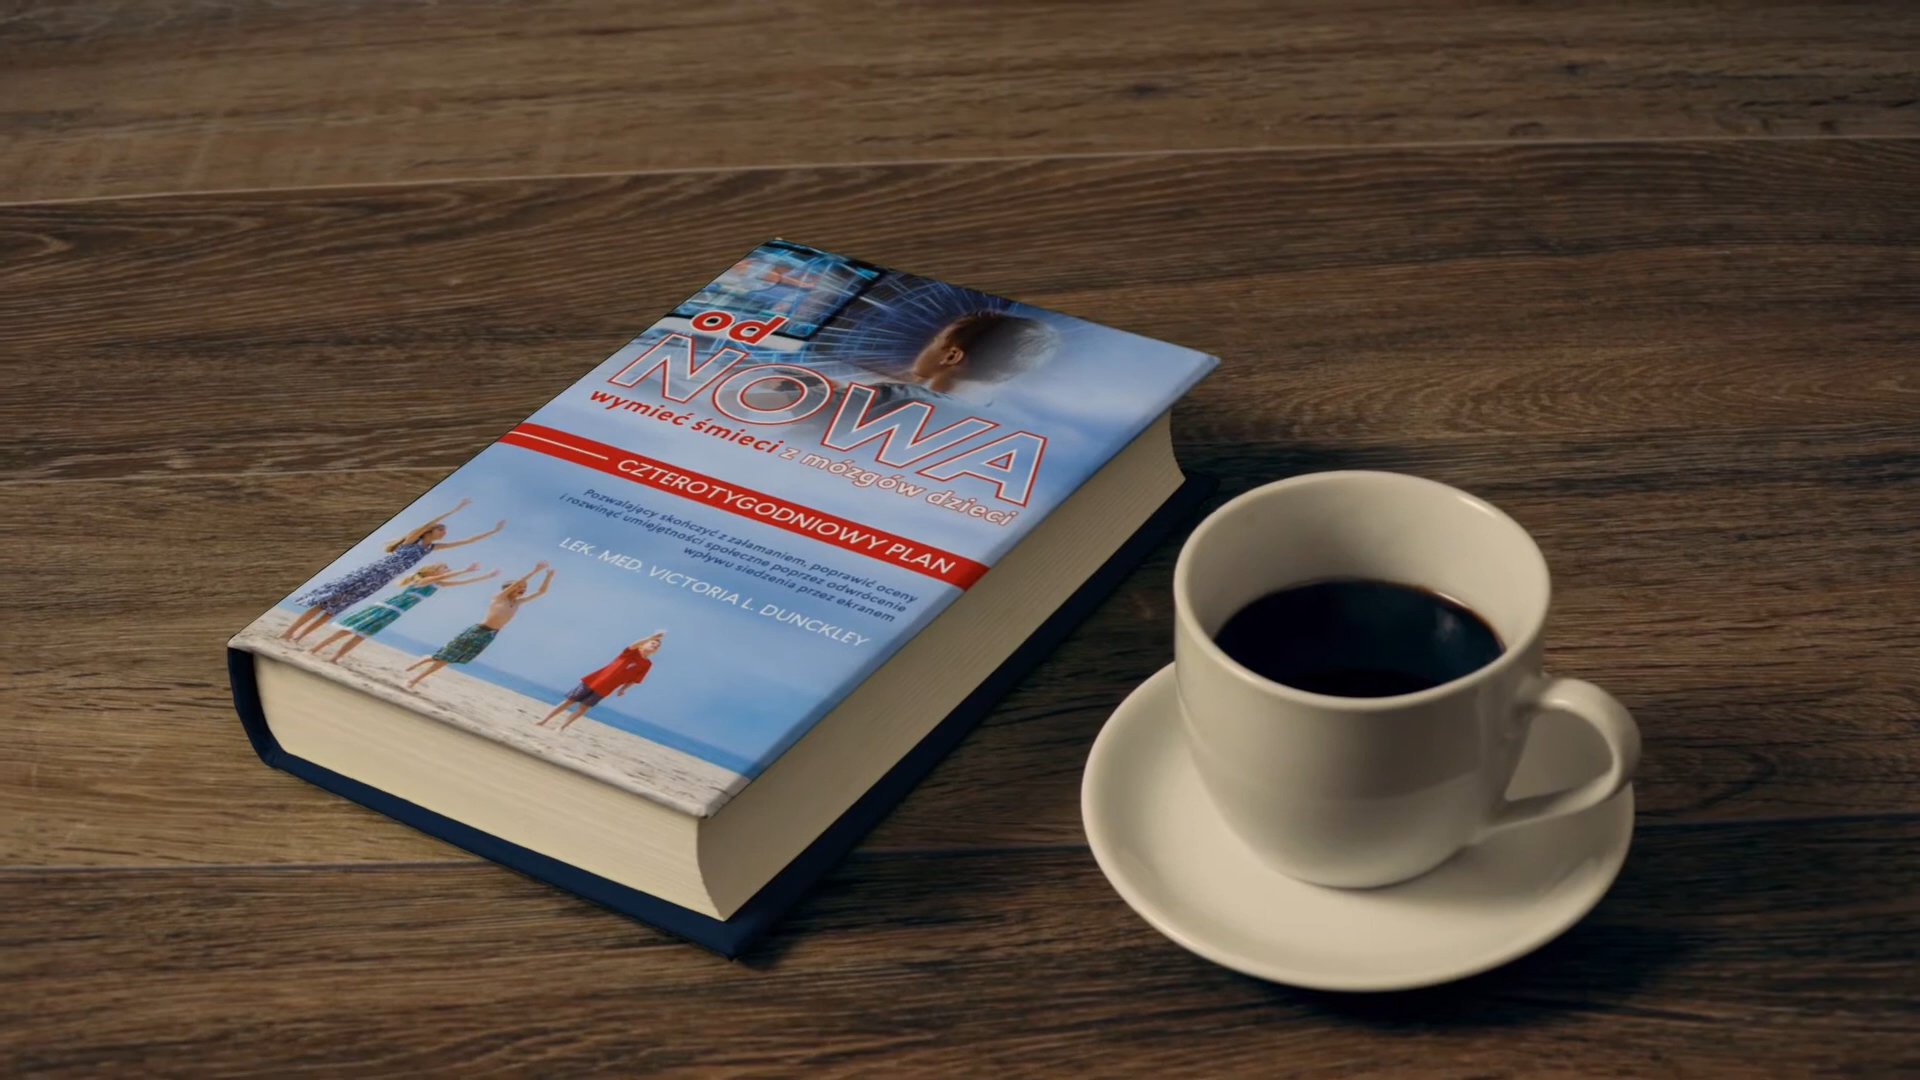 od
NOWA
wymieć śmieci z mózgów dzieci
CZTEROTYGODNIOWY PLAN
Pozwalający skończyć z załamaniem, poprawić oceny
i rozwinąć umiejętności społeczne poprzez odwrócenie
wpływu siedzenia przez ekranem
LEK. MED. VICTORIA L. DUNCKLEY